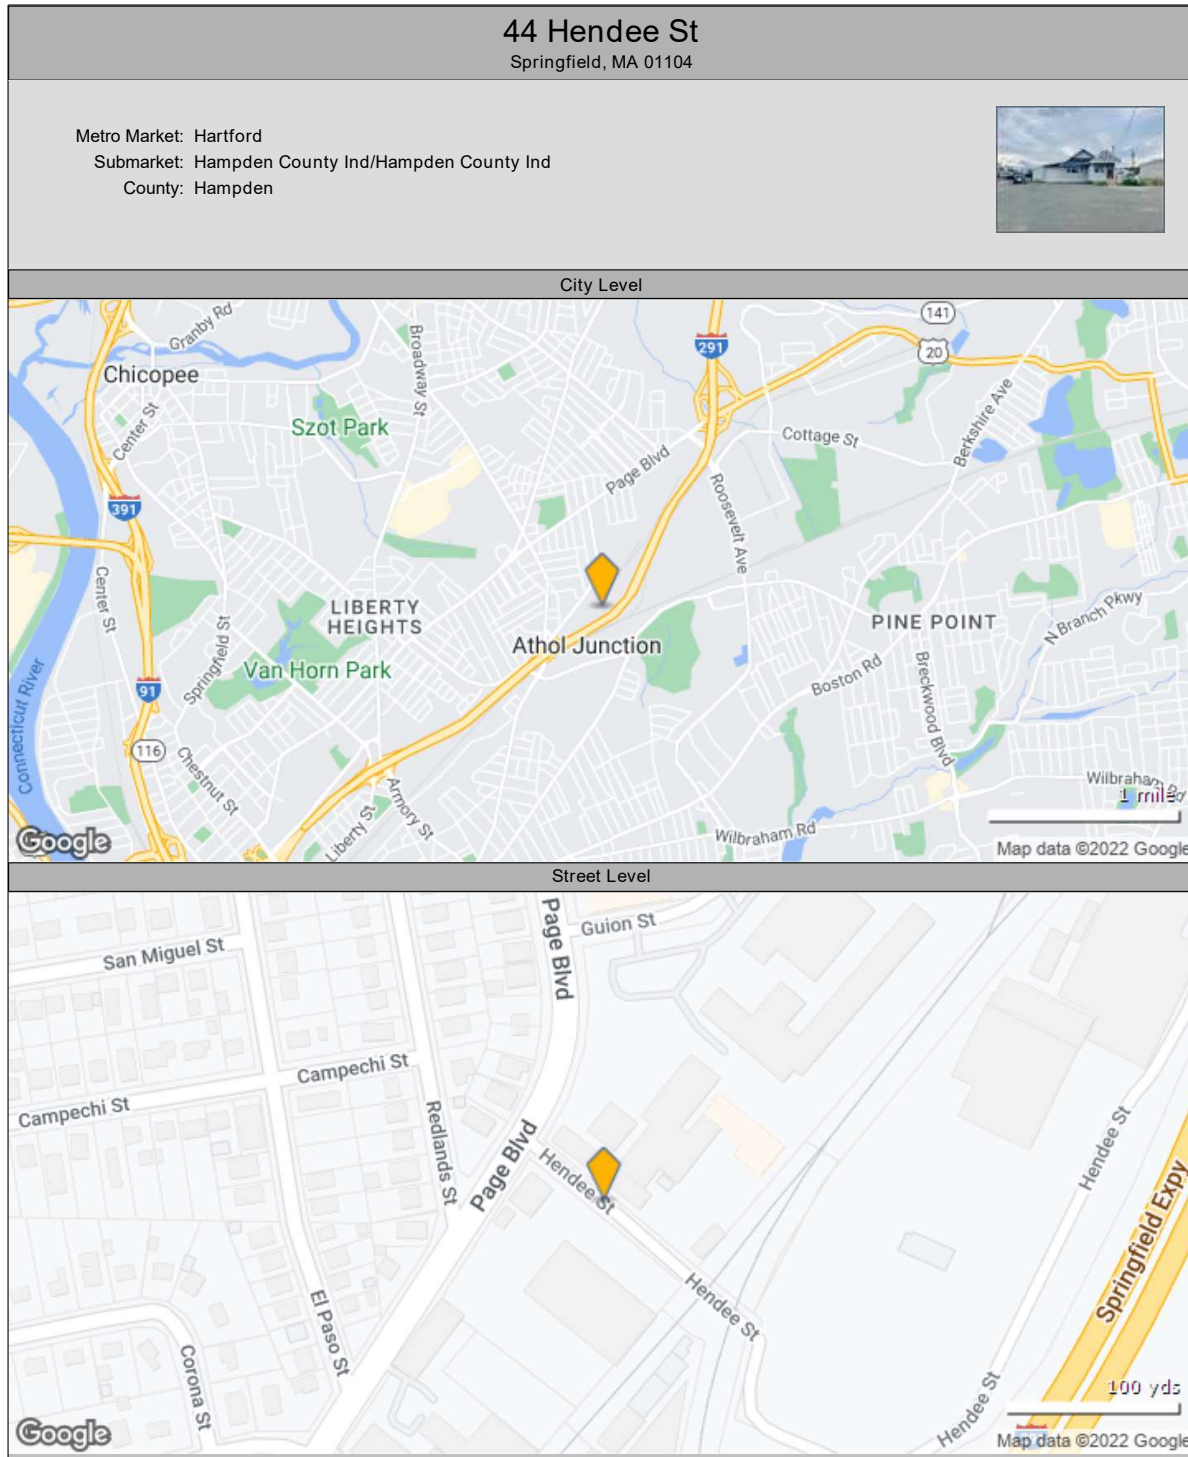 44 Hendee St
Springfield, MA 01104
Metro Market: Hartford
Submarket: Hampden County Ind/Hampden County Ind
County: Hampden
City Level
Granby Rd
Broadway St
141
291
20
Chicopee
Szot Park
Center St
Page Blvd
Cottage St
Berkshire Ave
391
Roosevelt Ave
Center St
LIBERTY
HEIGHTS
PINE POINT
N Branch Pkwy
Springfield St
Athol Junction
Van Horn Park
Boston Rd
Breckwood Blvd
Connecticut River
91
116
Chestnut St
Armory St
Liberty St
Wilbraham Rd
Wilbraham Rd
1 mile
Google
Map data ©2022 Google
Street Level
Page Blvd
Guion St
San Miguel St
Campechi St
Campechi St
Redlands St
Page Blvd
Hendee St
Hendee St
Springfield Expy
Hendee St
El Paso St
Corona St
Hendee St
100 yds
Google
Map data ©2022 Google